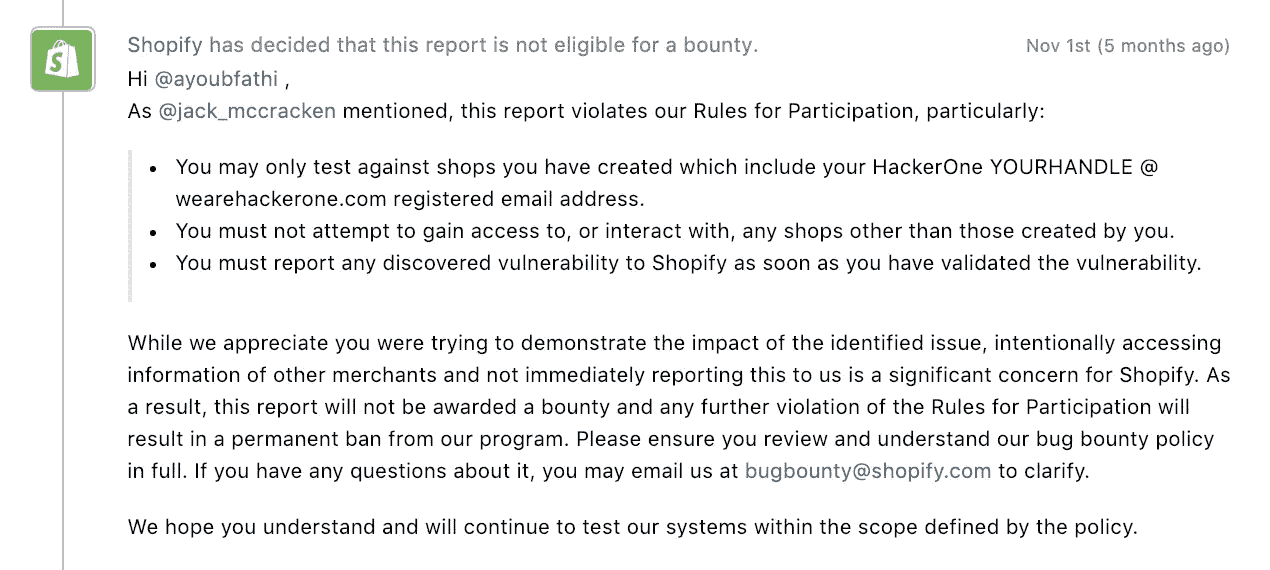 Shopify has decided that this report is not eligible for a bounty. Nov 1st (5 months ago)
Hi @ayoubfathi ,
As @jack_mccracken mentioned, this report violates our Rules for Participation, particularly:
• You may only test against shops you have created which include your HackerOne YOURHANDLE @
wearehackerone.com registered email address.
• You must not attempt to gain access to, or interact with, any shops other than those created by you.
• You must report any discovered vulnerability to Shopify as soon as you have validated the vulnerability.
While we appreciate you were trying to demonstrate the impact of the identified issue, intentionally accessing
information of other merchants and not immediately reporting this to us is a significant concern for Shopify. As
a result, this report will not be awarded a bounty and any further violation of the Rules for Participation will
result in a permanent ban from our program. Please ensure you review and understand our bug bounty policy
in full. If you have any questions about it, you may email us at bugbounty@shopify.com to clarify.
We hope you understand and will continue to test our systems within the scope defined by the policy.